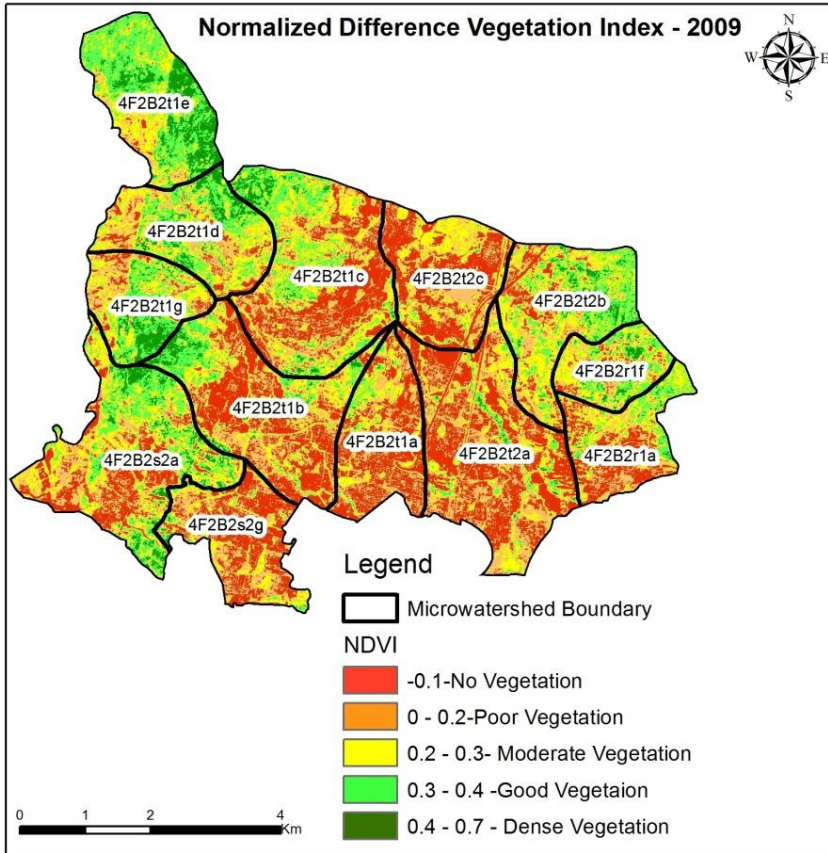 Normalized Difference Vegetation Index - 2009
N
W E
S
4F2B2t1e
4F2B2t1d
4F2B2t1c
4F2B2t2c
4F2B2t2b
4F2B2t1g
4F2B2r1f
4F2B2t1b
4F2B2t1a
4F2B2t2a
4F2B2r1a
4F2B2s2a
4F2B2s2g
Legend
Microwatershed Boundary
NDVI
-0.1-No Vegetation
0 - 0.2-Poor Vegetation
0.2 - 0.3- Moderate Vegetation
0.3 - 0.4 -Good Vegetaion
0.4 - 0.7 - Dense Vegetation
0 1 2 4
Km